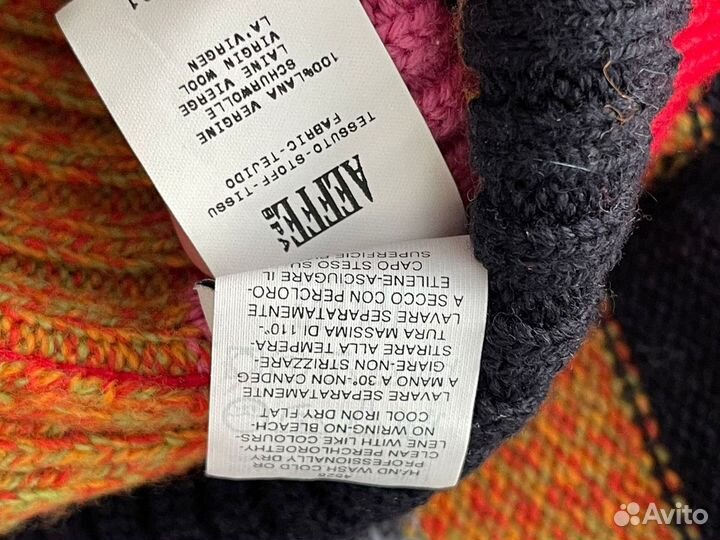 AEFFE
S.P.A
TESSUTO-STOFF-TISSU
FABRIC-TEJIDO
100%LANA VERGINE
SCHURWOLLE
LAINE VIERGE
VIRGIN WOOL
LA'VIRGEN
HAND WASH COLD OR
PROFESSIONALLY DRY
CLEAN PERCHLOROETHY-
LENE WITH LIKE COLOURS-
NO WRING-NO BLEACH-
COOL IRON DRY FLAT
LAVARE SEPARATAMENTE
A MANO A 30°-NON CANDEG
GIARE-NON STRIZZARE-
STIRARE ALLA TEMPERA-
TURA MASSIMA DI 110°-
LAVARE SEPARATAMENTE
A SECCO CON PERCLORO-
ETILENE-ASCIUGARE IL
CAPO STESO SU
SUPERFICIE
Avito